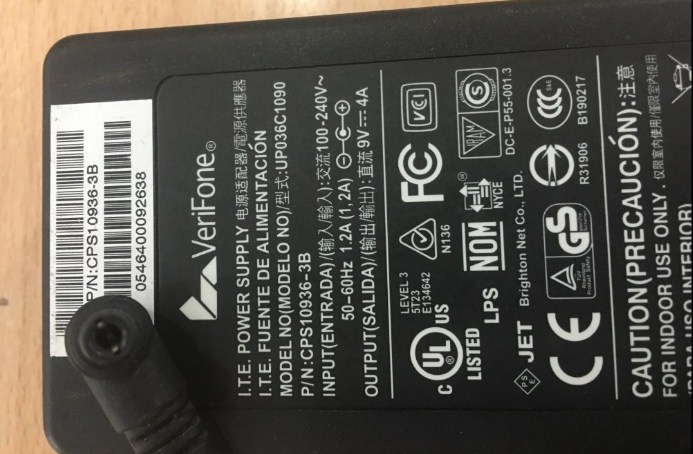 P/N:CPS10936-3B
0546400092638
VeriFone®
I.T.E. POWER SUPPLY 电源适配器/電源供應器
I.T.E. FUENTE DE ALIMENTACIÓN
MODEL NO(MODELO NO)/型式:UP036C1090
P/N:CPS10936-3B
INPUT(ENTRADA)/(输入/輸入):交流100-240V~
50-60Hz 1.2A(1,2A)
OUTPUT(SALIDA)/(输出/輸出):直流 9V⎓4A
LEVEL 3
5T23
E134642
C UL US
LISTED
N136
FC
VCI
LPS
NOM
NYCE
S
DC-E-P55-001.3
PS
E
JET
Brighton Net Co., LTD.
R31906
CCC
S&E
B190217
CE
GS
CAUTION(PRECAUCIÓN):注意
FOR INDOOR USE ONLY . 仅限室内使用/僅限室內使用